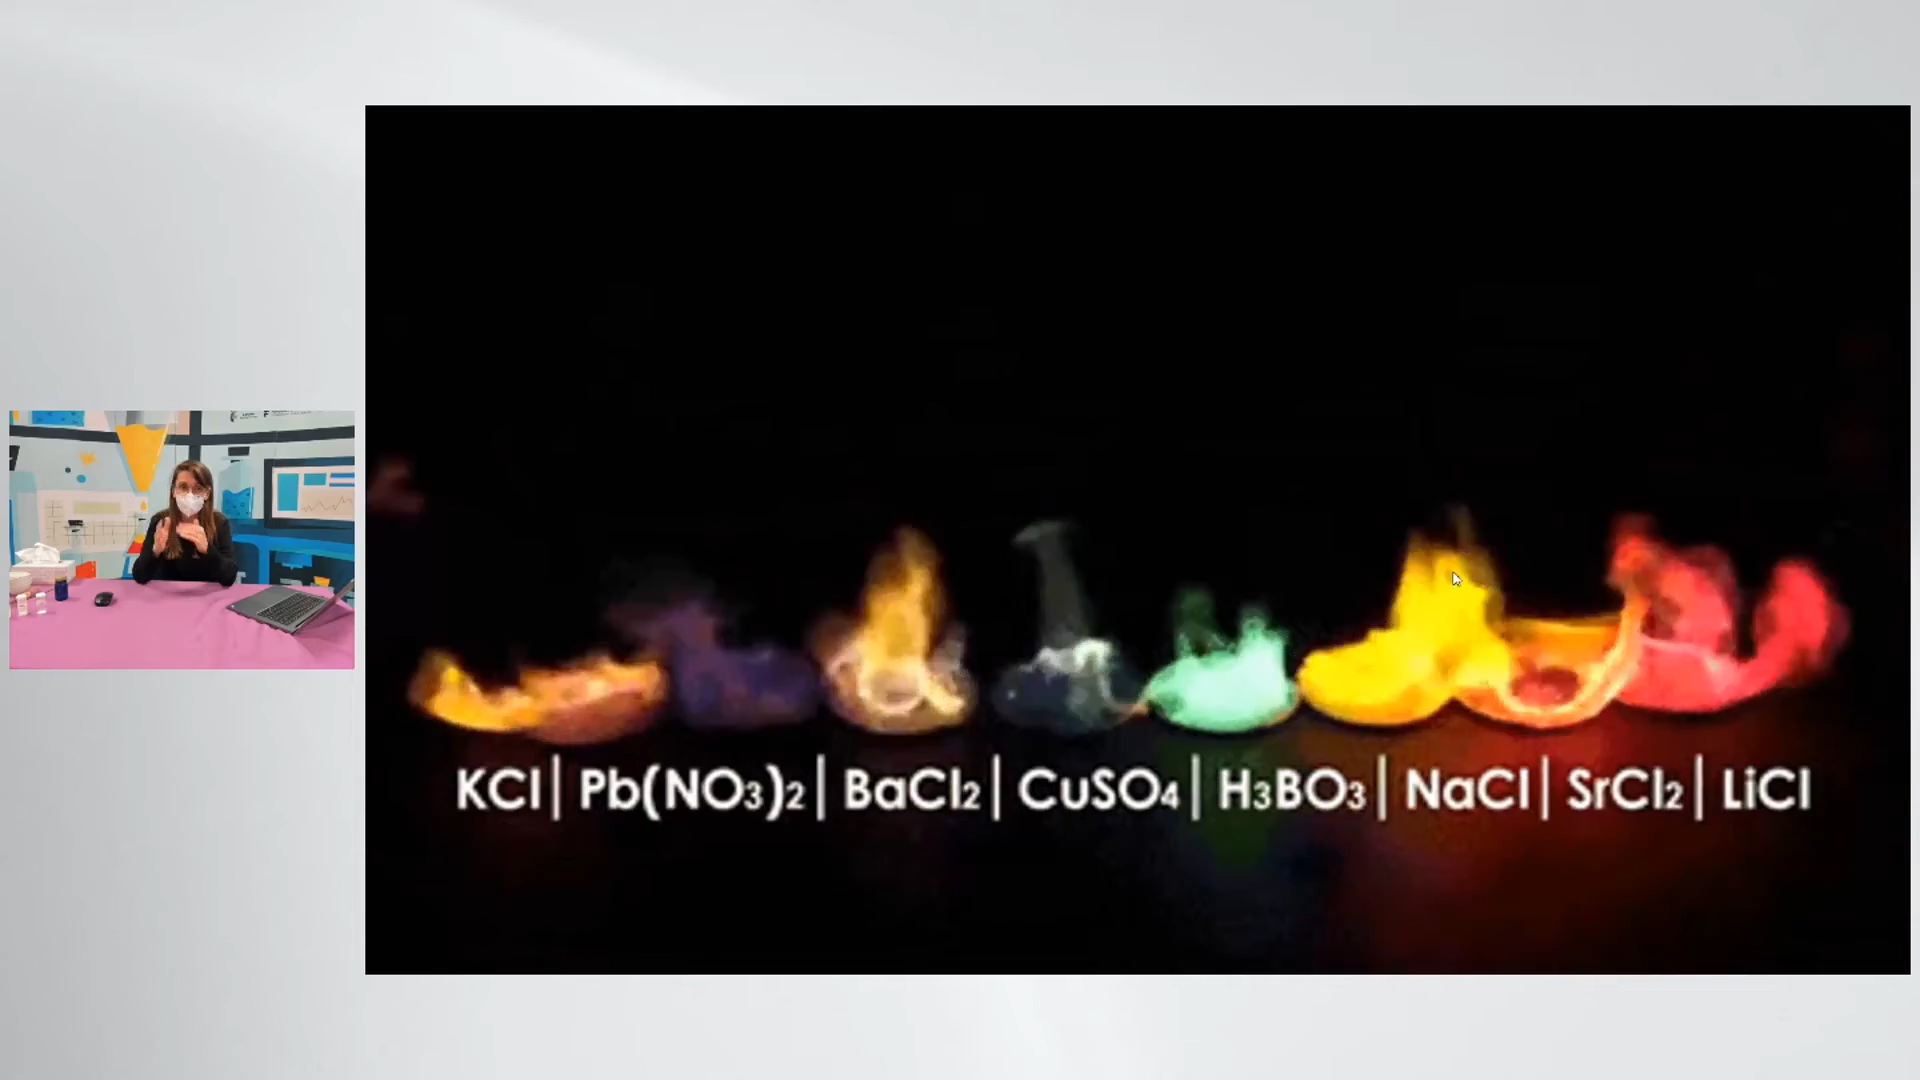 KCl| Pb(NO₃)₂| BaCl₂| CuSO₄| H₃BO₃| NaCl| SrCl₂| LiCl